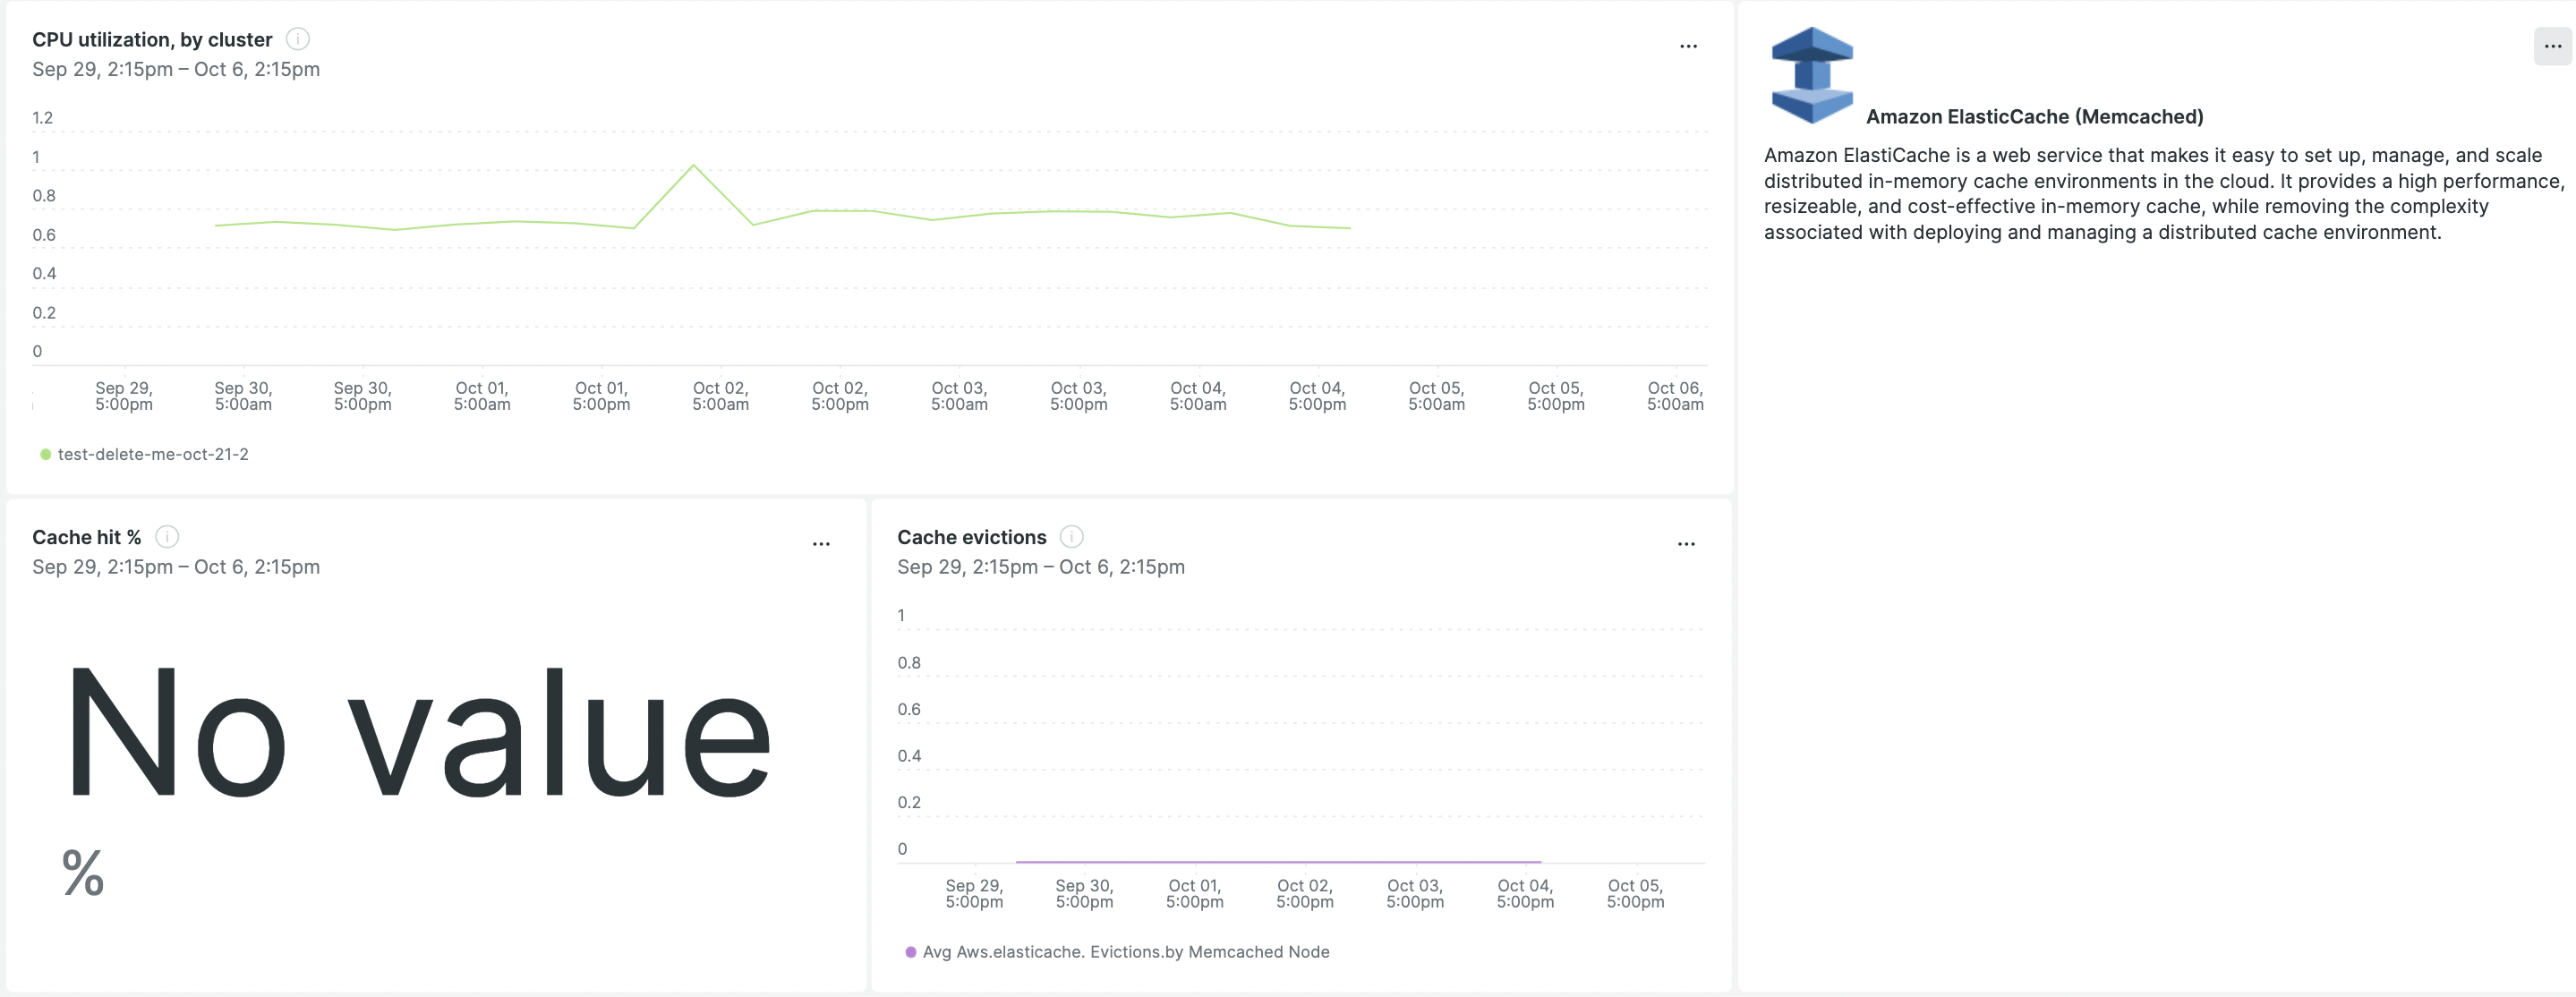 CPU utilization, by cluster
Sep 29, 2:15pm – Oct 6, 2:15pm
1.2
1
0.8
0.6
0.4
0.2
0
Sep 29, 5:00pm
Sep 30, 5:00am
Sep 30, 5:00pm
Oct 01, 5:00am
Oct 01, 5:00pm
Oct 02, 5:00am
Oct 02, 5:00pm
Oct 03, 5:00am
Oct 03, 5:00pm
Oct 04, 5:00am
Oct 04, 5:00pm
Oct 05, 5:00am
Oct 05, 5:00pm
Oct 06, 5:00am
test-delete-me-oct-21-2
Amazon ElasticCache (Memcached)
Amazon ElastiCache is a web service that makes it easy to set up, manage, and scale
distributed in-memory cache environments in the cloud. It provides a high performance,
resizeable, and cost-effective in-memory cache, while removing the complexity
associated with deploying and managing a distributed cache environment.
Cache hit %
Sep 29, 2:15pm – Oct 6, 2:15pm
No value
%
Cache evictions
Sep 29, 2:15pm – Oct 6, 2:15pm
1
0.8
0.6
0.4
0.2
0
Sep 29, 5:00pm
Sep 30, 5:00pm
Oct 01, 5:00pm
Oct 02, 5:00pm
Oct 03, 5:00pm
Oct 04, 5:00pm
Oct 05, 5:00pm
Avg Aws.elasticache. Evictions.by Memcached Node